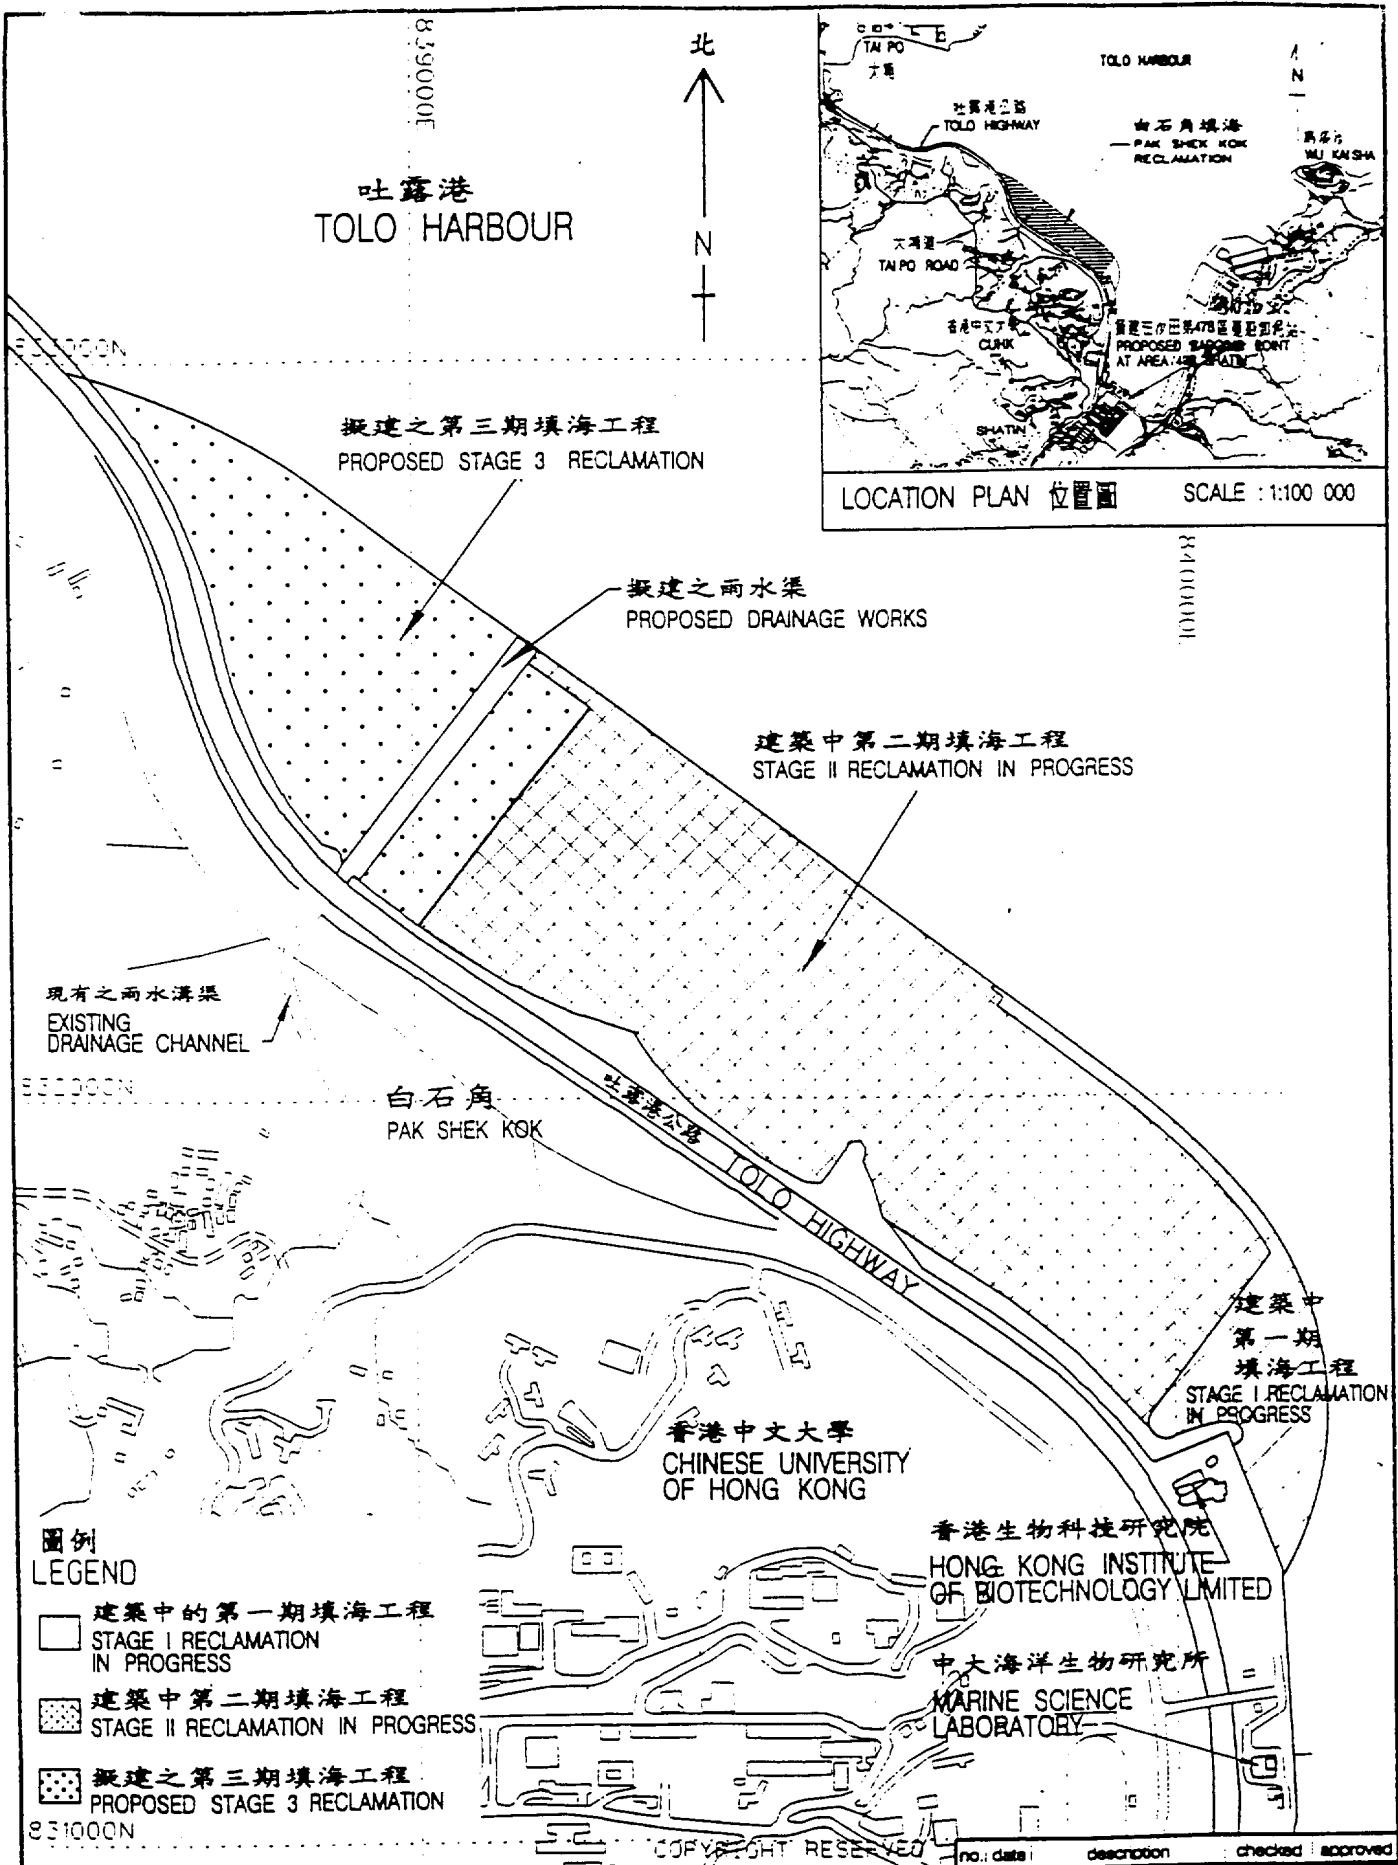 839000E
北
N
吐露港
TOLO HARBOUR
TAI PO
大埔
TOLO HARBOUR
N
吐露港公路
TOLO HIGHWAY
白石角填海
PAK SHEK KOK
RECLAMATION
WU KAI SHA
TAI PO ROAD
香港中文大學
CUHK
PROPOSED
POINT
AT AREA
SHATIN
SHATIN
LOCATION PLAN 位置圖 SCALE : 1:100 000
833000N
擬建之第三期填海工程
PROPOSED STAGE 3 RECLAMATION
擬建之雨水渠
PROPOSED DRAINAGE WORKS
840000E
建築中第二期填海工程
STAGE II RECLAMATION IN PROGRESS
現有之雨水溝渠
EXISTING
DRAINAGE CHANNEL
832000N
白石角
PAK SHEK KOK
吐露港公路 TOLO HIGHWAY
建築中
第一期
填海工程
STAGE I RECLAMATION
IN PROGRESS
香港中文大學
CHINESE UNIVERSITY
OF HONG KONG
香港生物科技研究院
HONG KONG INSTITUTE
OF BIOTECHNOLOGY LIMITED
中大海洋生物研究所
MARINE SCIENCE
LABORATORY
圖例
LEGEND
建築中的第一期填海工程
STAGE I RECLAMATION
IN PROGRESS
建築中第二期填海工程
STAGE II RECLAMATION IN PROGRESS
擬建之第三期填海工程
PROPOSED STAGE 3 RECLAMATION
831000N
COPYRIGHT RESERVED
no. date description checked approved